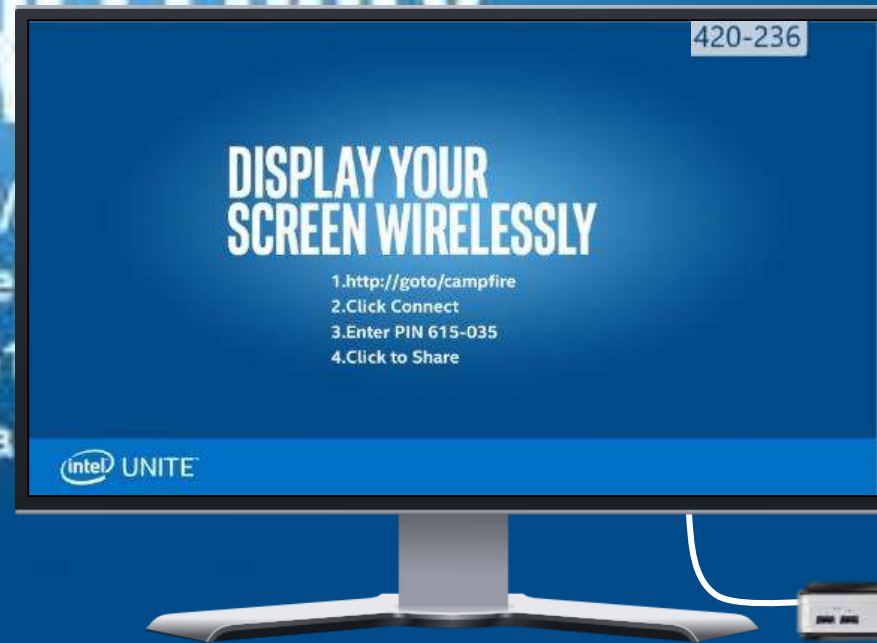 420-236
DISPLAY YOUR
SCREEN WIRELESSLY
1.http://goto/campfire
2.Click Connect
3.Enter PIN 615-035
4.Click to Share
intel UNITE™